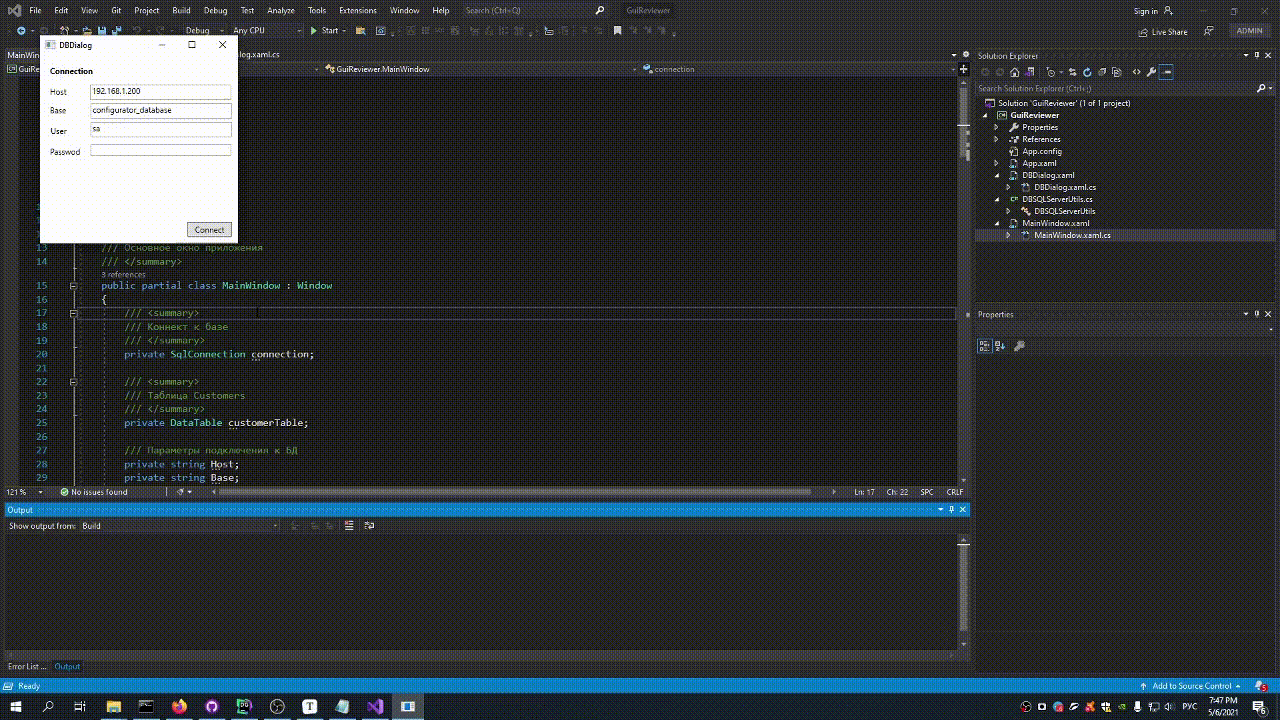 File Edit View Git Project Build Debug Test Analyze Tools Extensions Window Help Search (Ctrl+Q) GuiReviewer Sign in
Debug Any CPU Start Live Share ADMIN
DBDialog
Connection
Host 192.168.1.200
Base configurator_database
User sa
Passwod
Connect
GuiReviewer.MainWindow connection
13 /// Основное окно приложения
14 /// </summary>
3 references
15 public partial class MainWindow : Window
16 {
17 /// <summary>
18 /// Коннект к базе
19 /// </summary>
20 private SqlConnection connection;
21
22 /// <summary>
23 /// Таблица Customers
24 /// </summary>
25 private DataTable customerTable;
26
27 /// Параметры подключения к БД
28 private string Host;
29 private string Base;
121 % No issues found Ln: 17 Ch: 22 SPC CRLF
Output
Show output from: Build
Error List ... Output
Solution Explorer
Search Solution Explorer (Ctrl+;)
Solution 'GuiReviewer' (1 of 1 project)
GuiReviewer
Properties
References
App.config
App.xaml
DBDialog.xaml
DBDialog.xaml.cs
DBSQLServerUtils.cs
DBSQLServerUtils
MainWindow.xaml
MainWindow.xaml.cs
Properties
Ready Add to Source Control 5
РУС 7:47 PM
5/6/2021 6